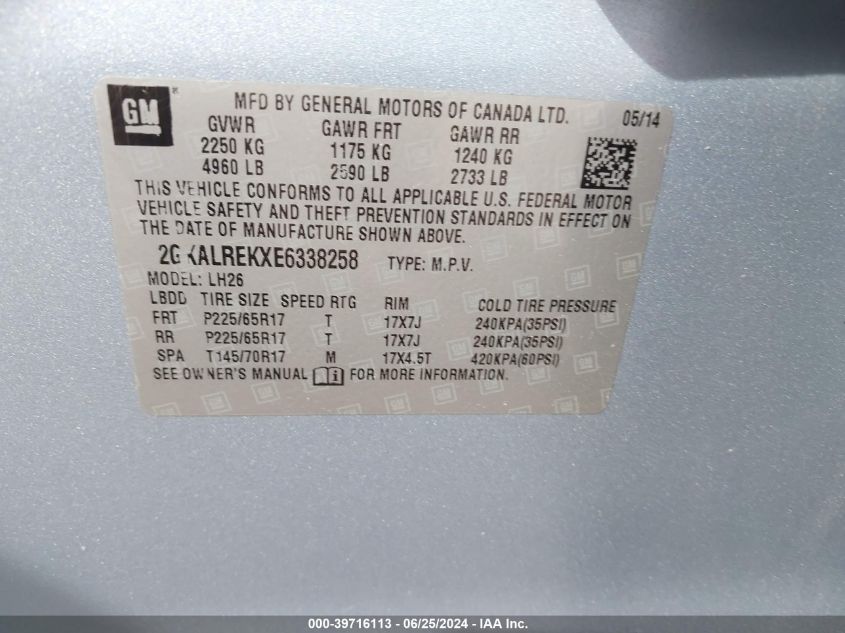 GM ®
MFD BY GENERAL MOTORS OF CANADA LTD. 05/14
GVWR GAWR FRT GAWR RR
2250 KG 1175 KG 1240 KG
4960 LB 2590 LB 2733 LB
THIS VEHICLE CONFORMS TO ALL APPLICABLE U.S. FEDERAL MOTOR
VEHICLE SAFETY AND THEFT PREVENTION STANDARDS IN EFFECT ON
THE DATE OF MANUFACTURE SHOWN ABOVE.
2GKALREKXE6338258 TYPE: M.P.V.
MODEL: LH26
LBDD TIRE SIZE SPEED RTG RIM COLD TIRE PRESSURE
FRT P225/65R17 T 17X7J 240KPA(35PSI)
RR P225/65R17 T 17X7J 240KPA(35PSI)
SPA T145/70R17 M 17X4.5T 420KPA(60PSI)
SEE OWNER'S MANUAL i FOR MORE INFORMATION.
000-39716113 - 06/25/2024 - IAA Inc.